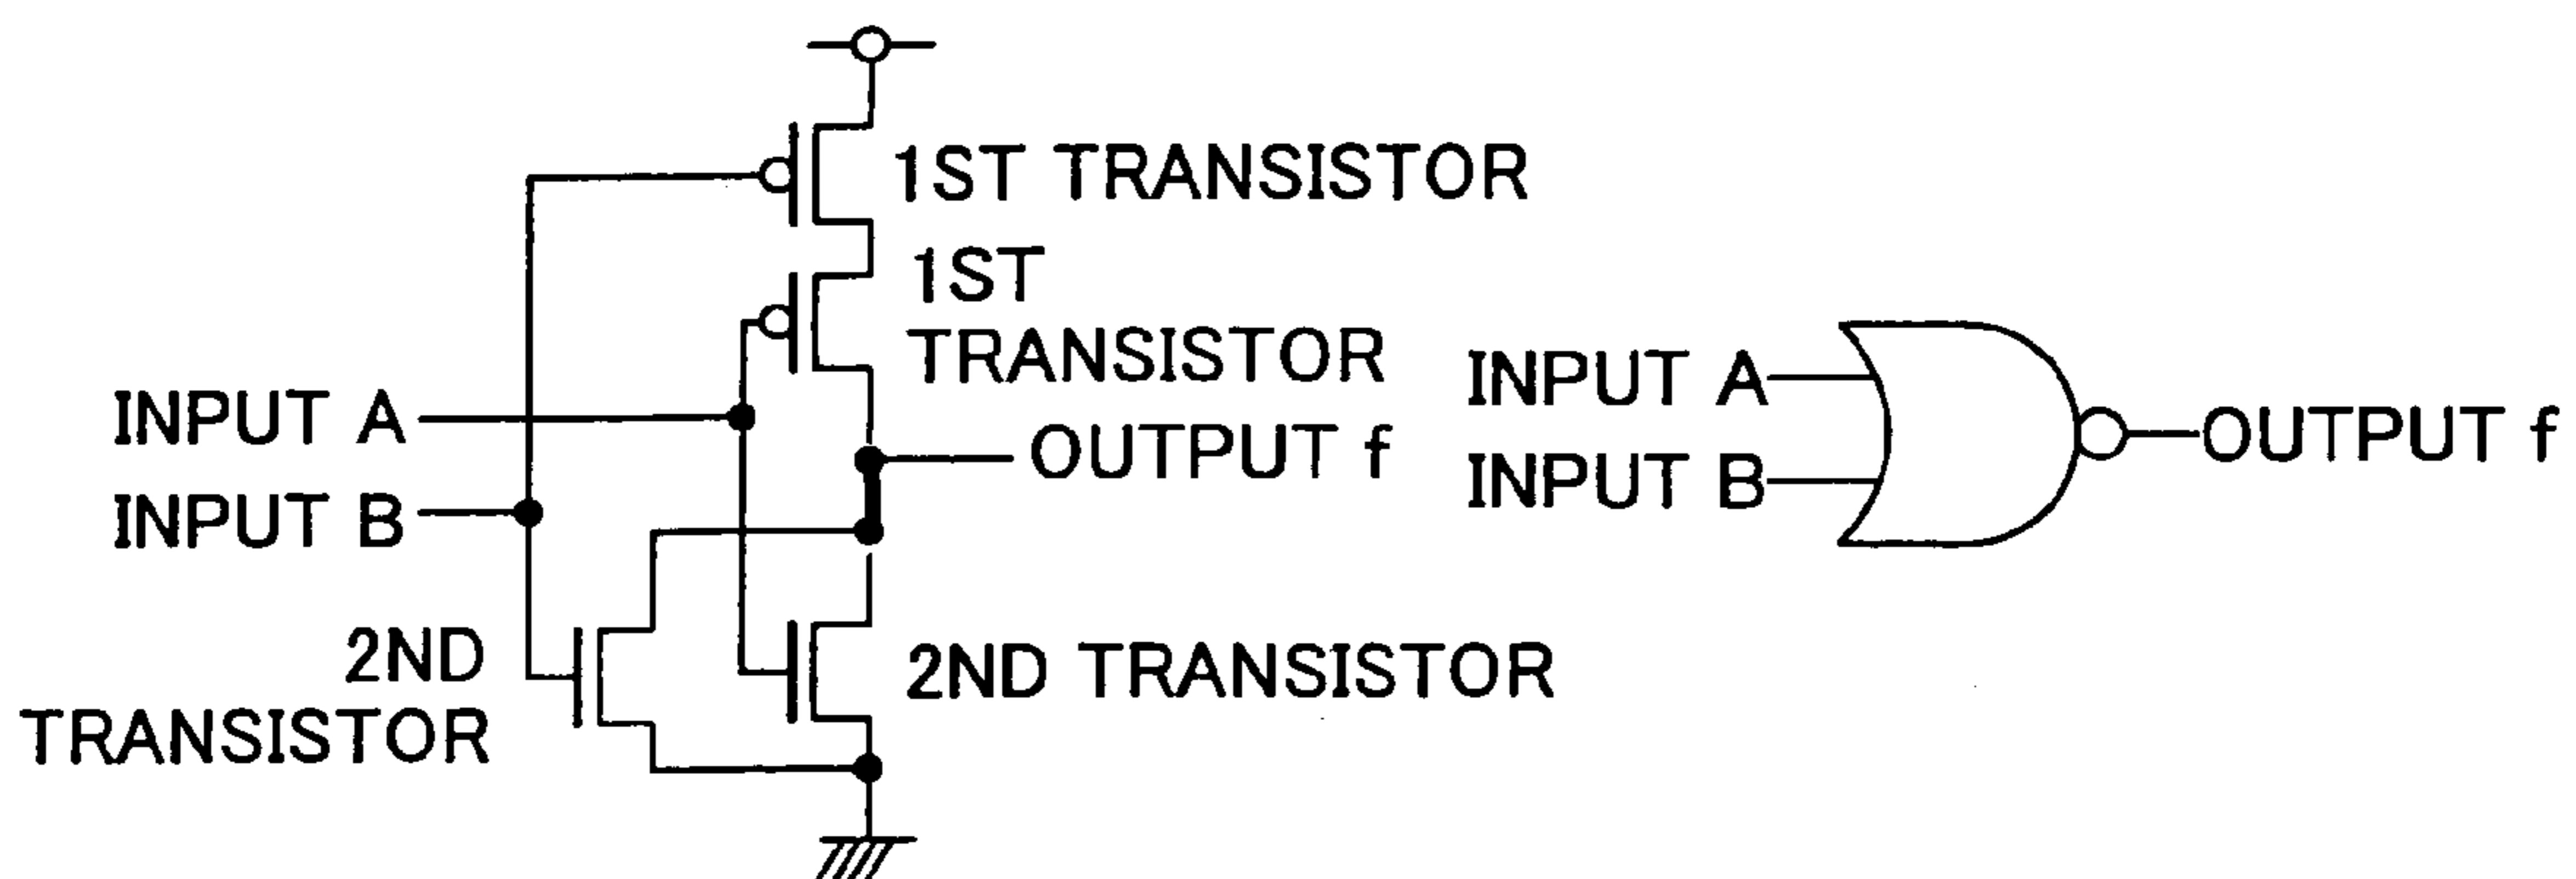 1ST TRANSISTOR
1ST
TRANSISTOR
INPUT A
OUTPUT f
INPUT B
2ND
TRANSISTOR
2ND TRANSISTOR
INPUT A
INPUT B
OUTPUT f